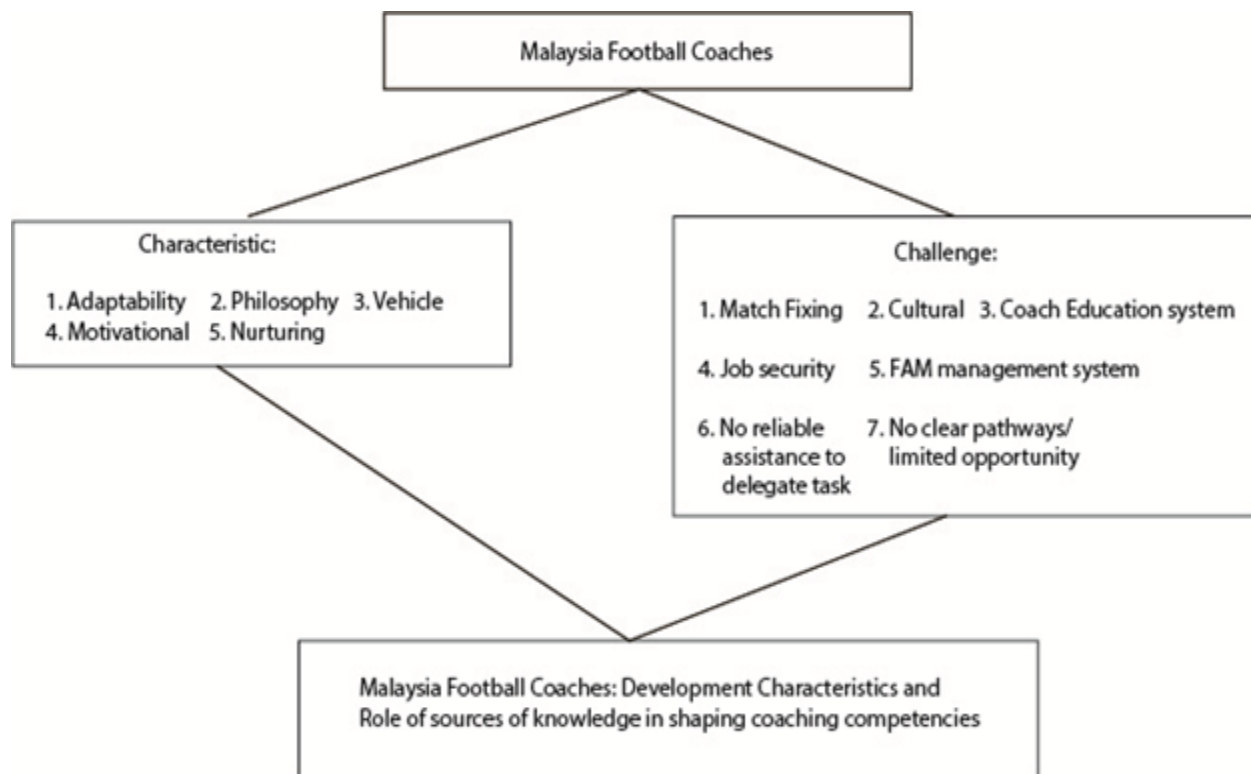 Malaysia Football Coaches
Characteristic:
1. Adaptability 2. Philosophy 3. Vehicle
4. Motivational 5. Nurturing
Challenge:
1. Match Fixing 2. Cultural 3. Coach Education system
4. Job security 5. FAM management system
6. No reliable assistance to delegate task
7. No clear pathways/ limited opportunity
Malaysia Football Coaches: Development Characteristics and
Role of sources of knowledge in shaping coaching competencies